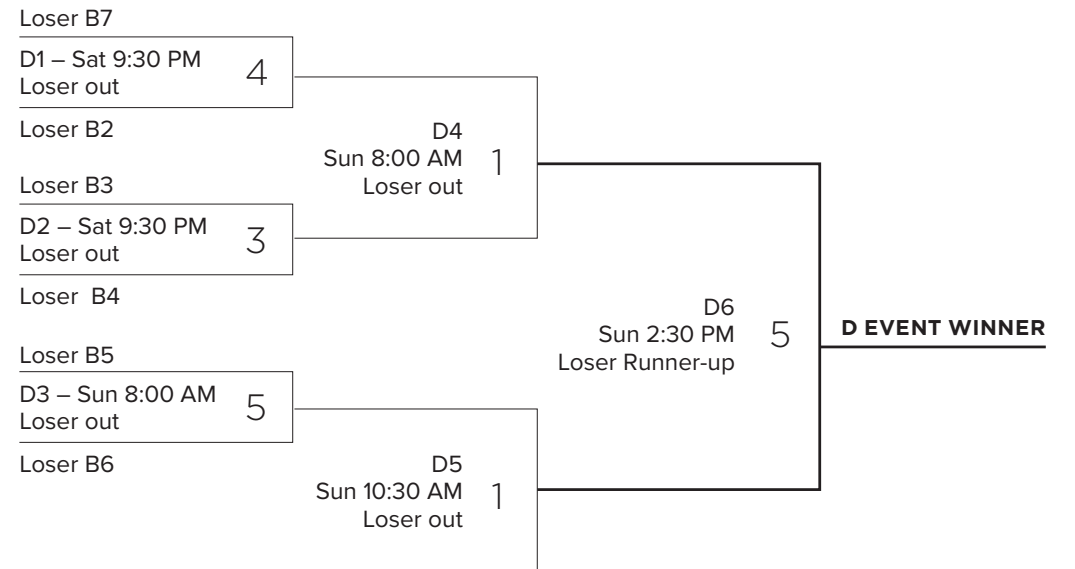 Loser B7
D1 – Sat 9:30 PM
Loser out
4
Loser B2
D4
Sun 8:00 AM
Loser out
1
Loser B3
D2 – Sat 9:30 PM
Loser out
3
Loser B4
D6
Sun 2:30 PM
Loser Runner-up
5
D EVENT WINNER
Loser B5
D3 – Sun 8:00 AM
Loser out
5
Loser B6
D5
Sun 10:30 AM
Loser out
1